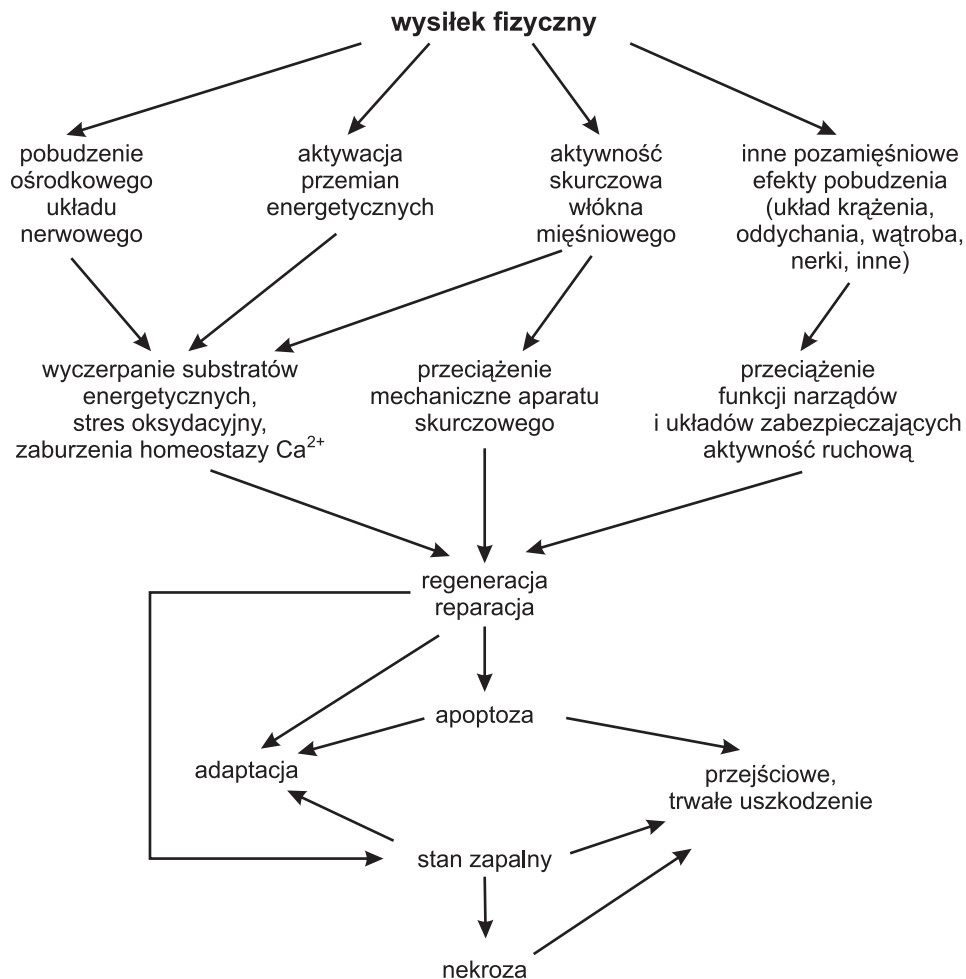 wysiłek fizyczny
pobudzenie
ośrodkowego
układu
nerwowego
aktywacja
przemian
energetycznych
aktywność
skurczowa
włókna
mięśniowego
inne pozamięśniowe
efekty pobudzenia
(układ krążenia,
oddychania, wątroba,
nerki, inne)
wyczerpanie substratów
energetycznych,
stres oksydacyjny,
zaburzenia homeostazy Ca²⁺
przeciążenie
mechaniczne aparatu
skurczowego
przeciążenie
funkcji narządów
i układów zabezpieczających
aktywność ruchową
regeneracja
reparacja
apoptoza
adaptacja
przejściowe,
trwałe uszkodzenie
stan zapalny
nekroza